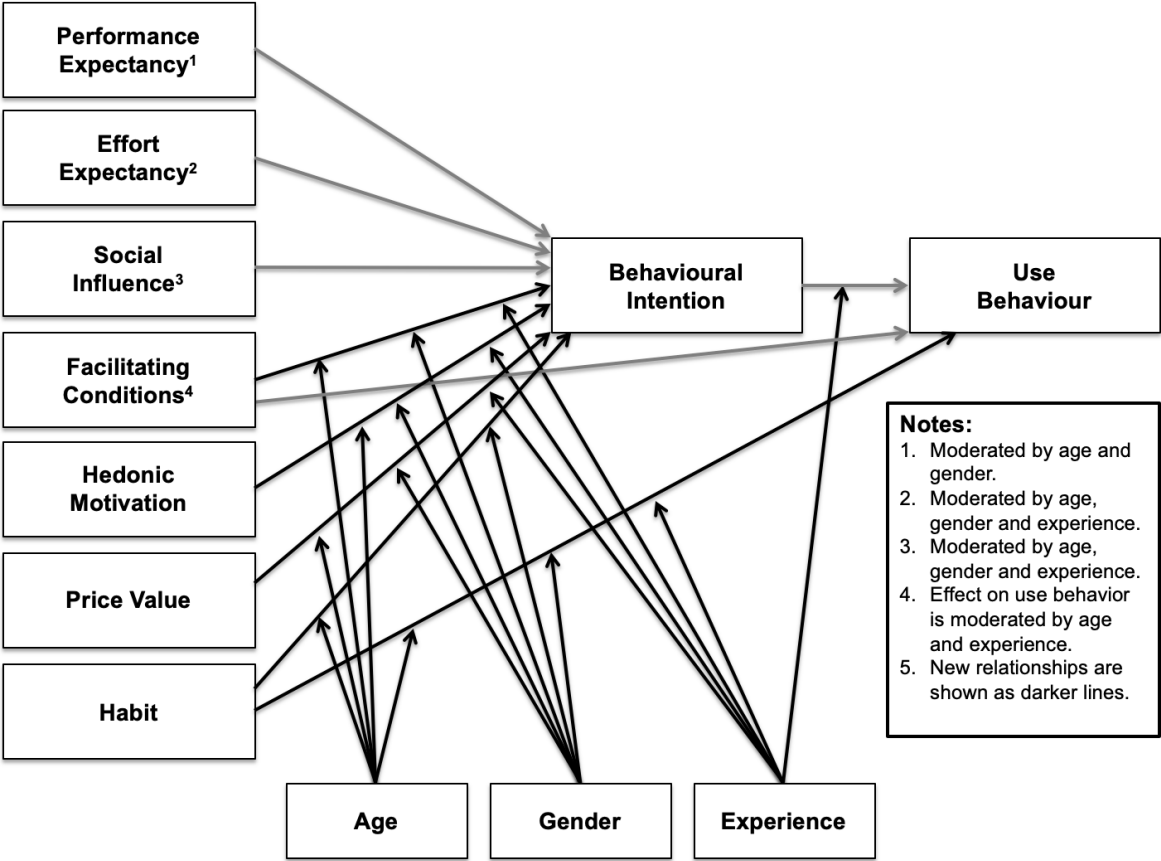 Performance
Expectancy¹
Effort
Expectancy²
Social
Influence³
Facilitating
Conditions⁴
Hedonic
Motivation
Price Value
Habit
Behavioural
Intention
Use
Behaviour
Notes:
1. Moderated by age and
gender.
2. Moderated by age,
gender and experience.
3. Moderated by age,
gender and experience.
4. Effect on use behavior
is moderated by age
and experience.
5. New relationships are
shown as darker lines.
Age
Gender
Experience